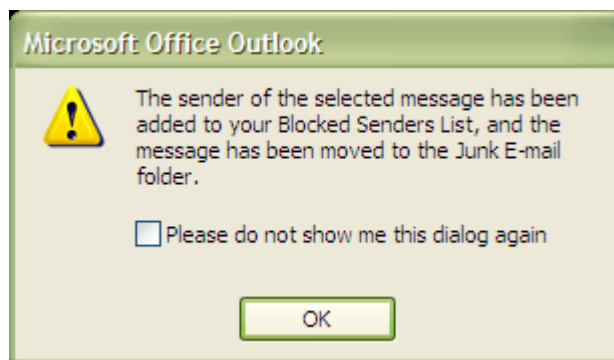 Microsoft Office Outlook
The sender of the selected message has been
added to your Blocked Senders List, and the
message has been moved to the Junk E-mail
folder.
Please do not show me this dialog again
OK